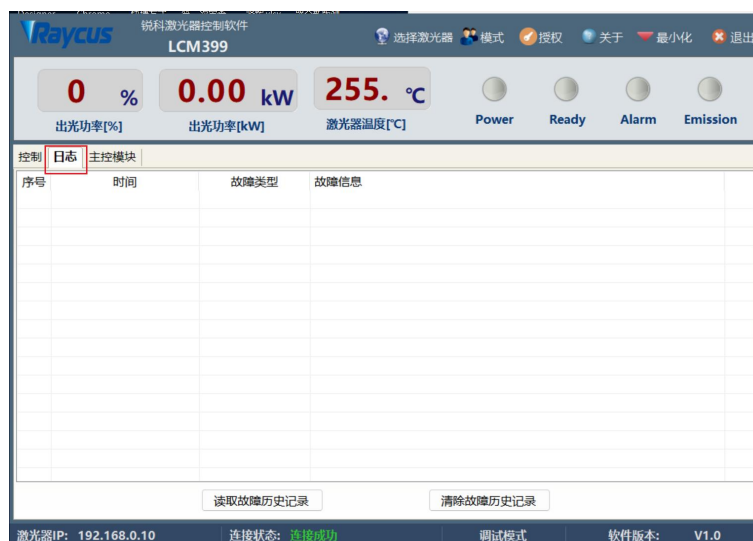 Raycus
锐科激光器控制软件
LCM399
选择激光器 模式 授权 关于 最小化 退出
0 % 0.00 kW 255. ℃
出光功率[%] 出光功率[kW] 激光器温度[℃] Power Ready Alarm Emission
控制 日志 主控模块
序号 时间 故障类型 故障信息
读取故障历史记录 清除故障历史记录
激光器IP: 192.168.0.10 连接状态: 连接成功 调试模式 软件版本: V1.0